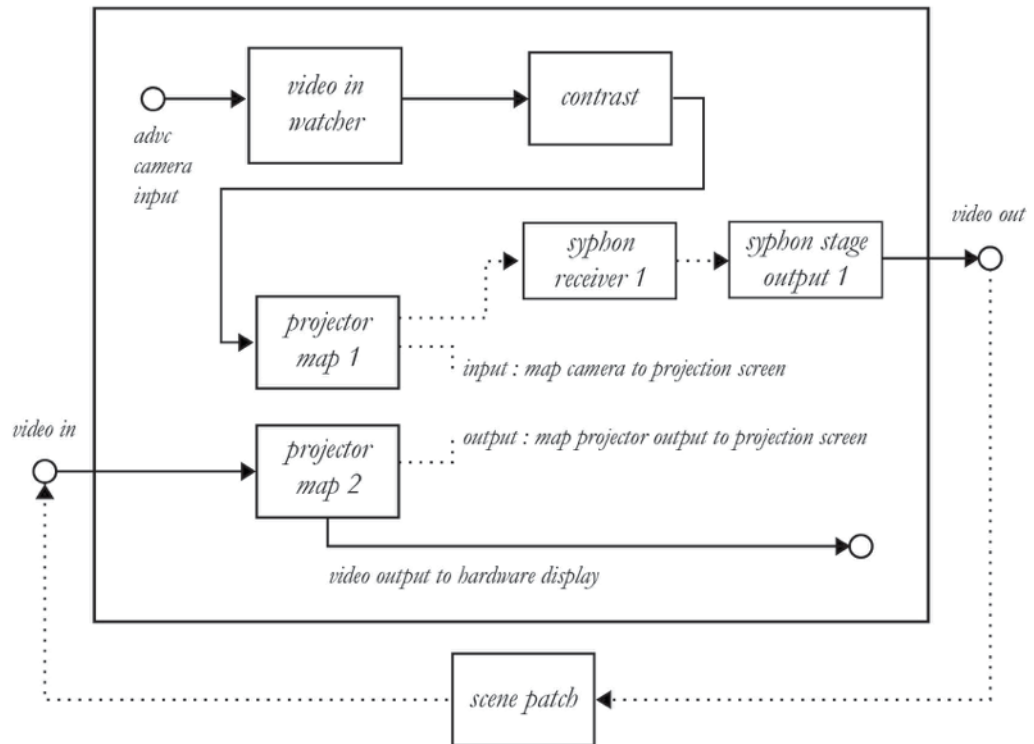 video in
watcher
contrast
advc
camera
input
video out
syphon
receiver 1
syphon stage
output 1
projector
map 1
input : map camera to projection screen
video in
projector
map 2
output : map projector output to projection screen
video output to hardware display
scene patch